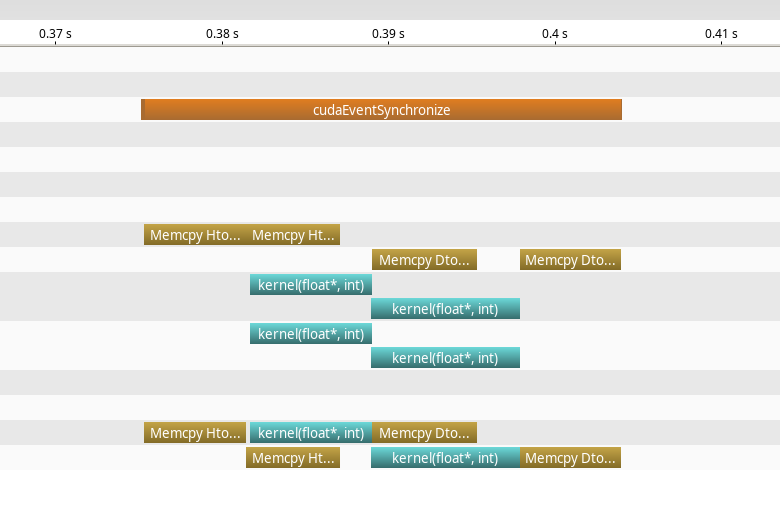 0.37 s 0.38 s 0.39 s 0.4 s 0.41 s
cudaEventSynchronize
Memcpy Hto... Memcpy Ht...
Memcpy Dto... Memcpy Dto...
kernel(float*, int)
kernel(float*, int)
kernel(float*, int)
kernel(float*, int)
Memcpy Hto... kernel(float*, int) Memcpy Dto...
Memcpy Ht... kernel(float*, int) Memcpy Dto...